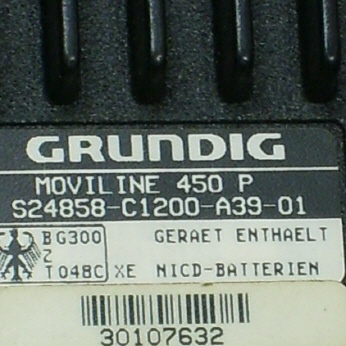 GRUNDIG
MOVILINE 450 P
S24858-C1200-A39-01
BG300 GERAET ENTHAELT
Z
T048C XE NICD-BATTERIEN
30107632